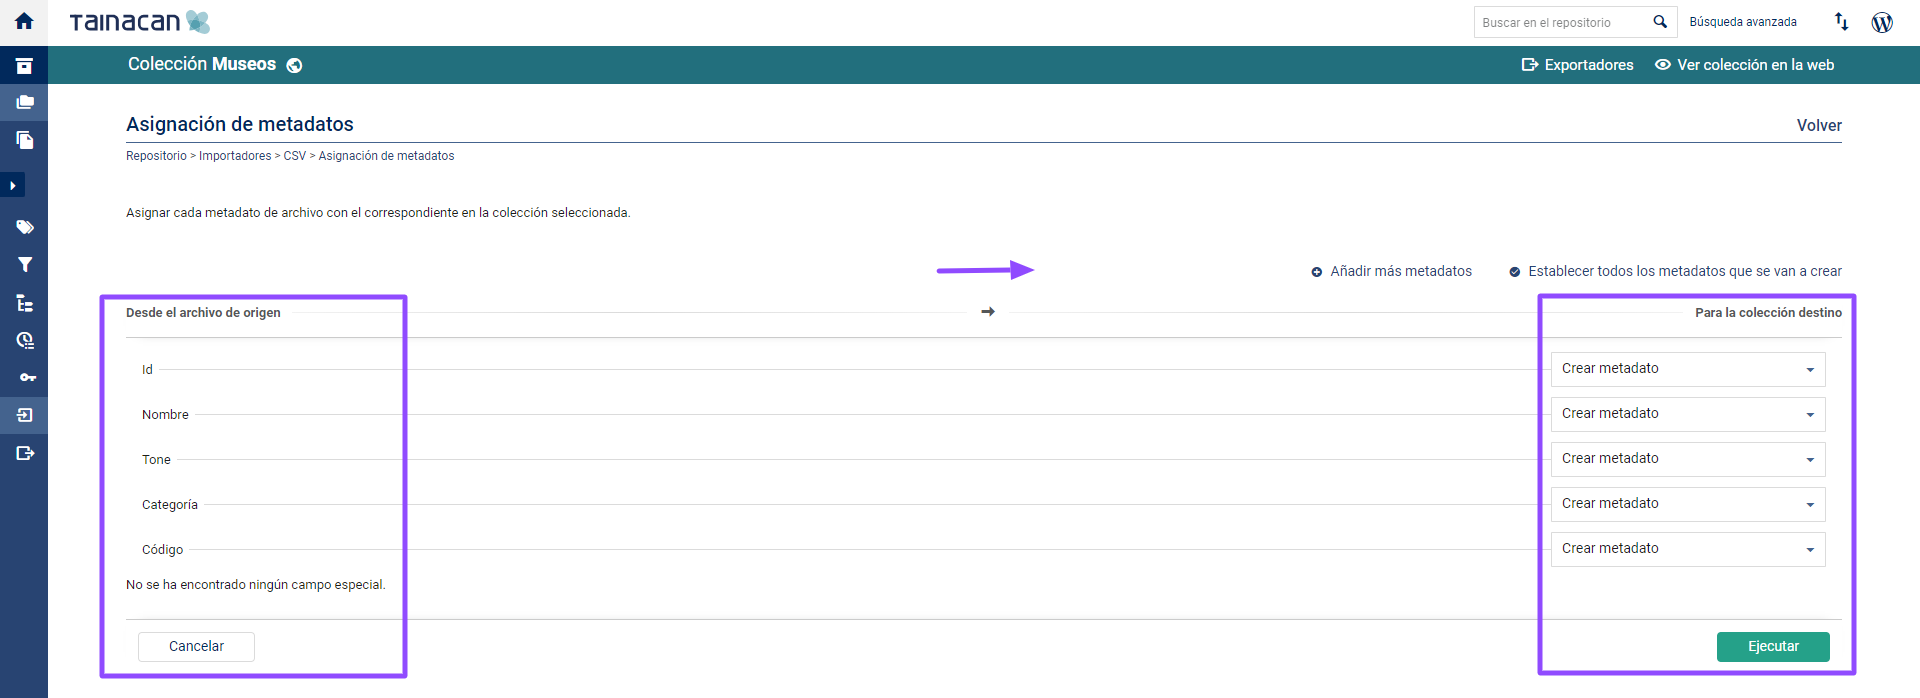 TAINACAN
Buscar en el repositorio
Búsqueda avanzada
Colección Museos
Exportadores
Ver colección en la web
Asignación de metadatos
Volver
Repositorio > Importadores > CSV > Asignación de metadatos
Asignar cada metadato de archivo con el correspondiente en la colección seleccionada.
Añadir más metadatos
Establecer todos los metadatos que se van a crear
Desde el archivo de origen
Para la colección destino
Id
Crear metadato
Nombre
Crear metadato
Tone
Crear metadato
Categoría
Crear metadato
Código
Crear metadato
No se ha encontrado ningún campo especial.
Cancelar
Ejecutar